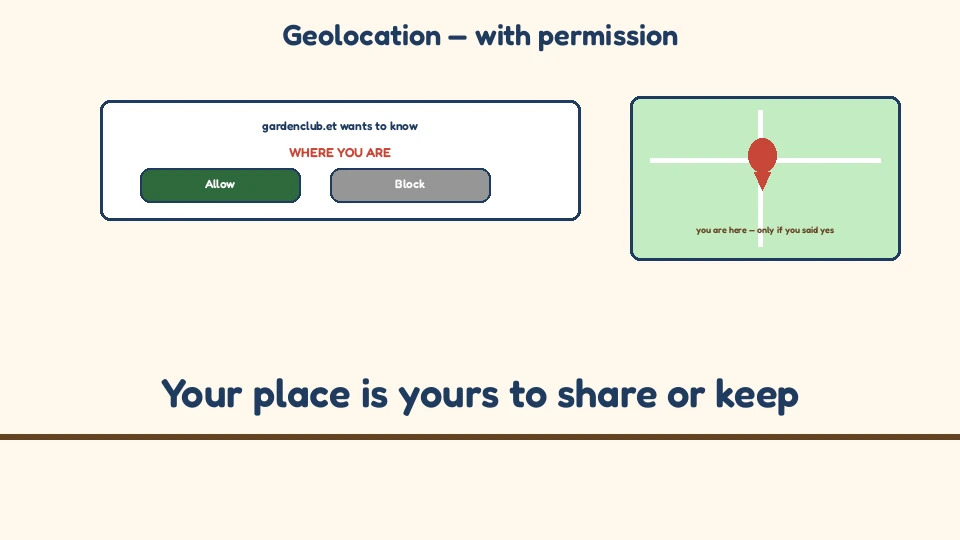 Geolocation — with permission
gardenclub.et wants to know
WHERE YOU ARE
Allow
Block
you are here — only if you said yes
Your place is yours to share or keep